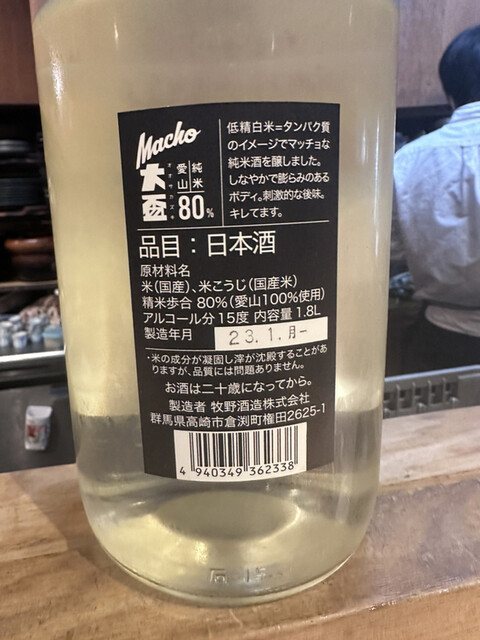 Macho
大盃
オオサカズキ
愛山 純米
80%
低精白米=タンパク質
のイメージでマッチョな
純米酒を醸しました。
しなやかで膨らみのある
ボディ。刺激的な後味。
キレてます。
品目：日本酒
原材料名
米(国産)、米こうじ(国産米)
精米歩合 80%(愛山100%使用)
アルコール分 15度 内容量 1.8L
製造年月 23.1.月–
・米の成分が凝固し滓が沈殿することがあ
りますが、品質には問題ありません。
お酒は二十歳になってから。
製造者 牧野酒造株式会社
群馬県高崎市倉渕町権田2625-1
4 940349 362338